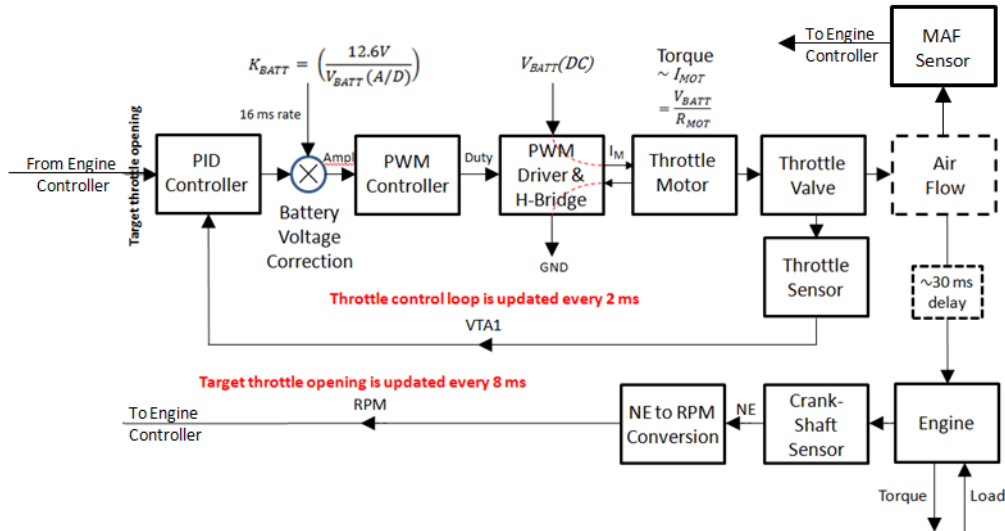 To Engine
Controller
MAF
Sensor
K_BATT = (12.6V / V_BATT (A/D))
V_BATT(DC)
Torque
~ I_MOT
= V_BATT / R_MOT
16 ms rate
Target throttle opening
From Engine
Controller
PID
Controller
Ampl
PWM
Controller
Duty
PWM
Driver &
H-Bridge
I_M
Throttle
Motor
Throttle
Valve
Air
Flow
Battery
Voltage
Correction
GND
Throttle
Sensor
~30 ms
delay
Throttle control loop is updated every 2 ms
VTA1
Target throttle opening is updated every 8 ms
RPM
To Engine
Controller
NE to RPM
Conversion
NE
Crank-
Shaft
Sensor
Engine
Torque
Load